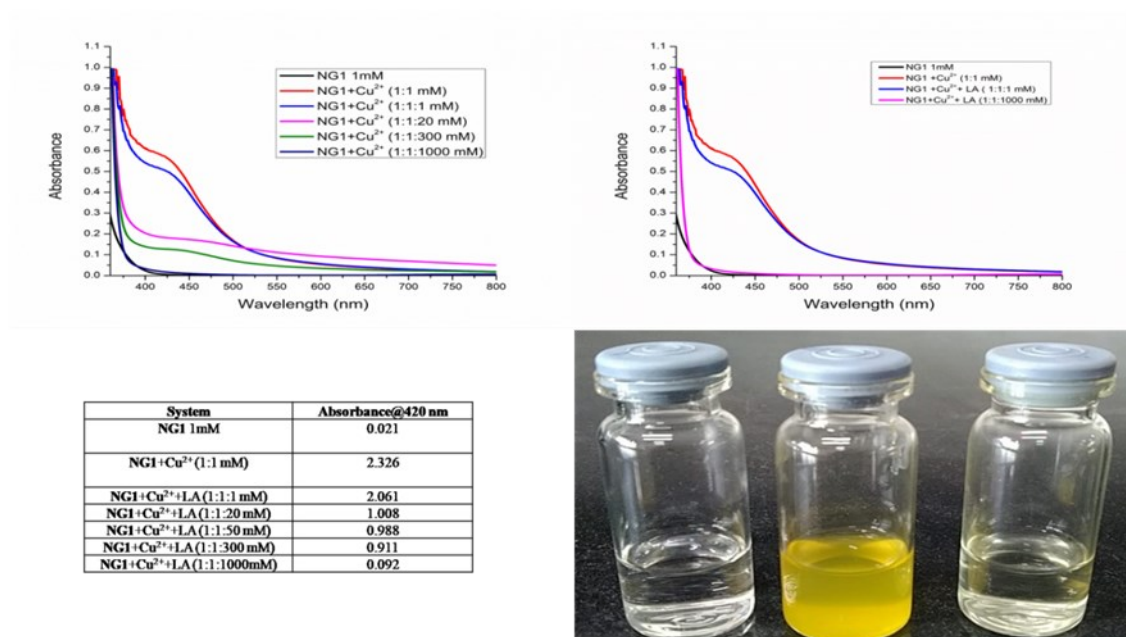 1.1
1.0
0.9
0.8
0.7
0.6
0.5
0.4
0.3
0.2
0.1
0.0
Absorbance
400 450 500 550 600 650 700 750 800
Wavelength (nm)
NG1 1mM
NG1+Cu²⁺ (1:1 mM)
NG1+Cu²⁺ (1:1:1 mM)
NG1+Cu²⁺ (1:1:20 mM)
NG1+Cu²⁺ (1:1:300 mM)
NG1+Cu²⁺ (1:1:1000 mM)
1.1
1.0
0.9
0.8
0.7
0.6
0.5
0.4
0.3
0.2
0.1
0.0
Absorbance
400 450 500 550 600 650 700 750 800
Wavelength (nm)
NG1 1mM
NG1 +Cu²⁺ (1:1 mM)
NG1 +Cu²⁺+ LA ( 1:1:1 mM)
NG1+Cu²⁺+ LA (1:1:1000 mM)
System Absorbance@420 nm
NG1 1mM 0.021
NG1+Cu²⁺ (1:1 mM) 2.326
NG1+Cu²⁺+LA (1:1:1 mM) 2.061
NG1+Cu²⁺+LA (1:1:20 mM) 1.008
NG1+Cu²⁺+LA (1:1:50 mM) 0.988
NG1+Cu²⁺+LA (1:1:300 mM) 0.911
NG1+Cu²⁺+LA (1:1:1000mM) 0.092